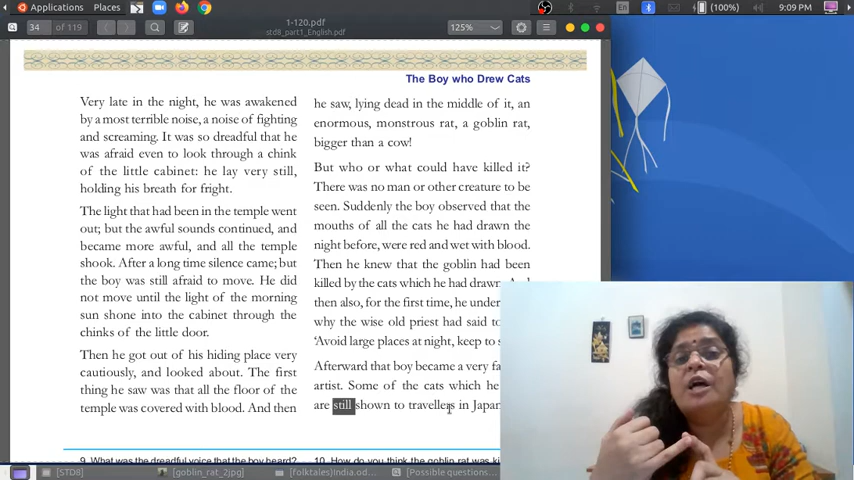 Applications Places En (100%) 9:09 PM
34 of 119 1-120.pdf 125%
std8_part1_English.pdf
The Boy who Drew Cats
Very late in the night, he was awakened
by a most terrible noise, a noise of fighting
and screaming. It was so dreadful that he
was afraid even to look through a chink
of the little cabinet: he lay very still,
holding his breath for fright.
The light that had been in the temple went
out; but the awful sounds continued, and
became more awful, and all the temple
shook. After a long time silence came; but
the boy was still afraid to move. He did
not move until the light of the morning
sun shone into the cabinet through the
chinks of the little door.
Then he got out of his hiding place very
cautiously, and looked about. The first
thing he saw was that all the floor of the
temple was covered with blood. And then
he saw, lying dead in the middle of it, an
enormous, monstrous rat, a goblin rat,
bigger than a cow!
But who or what could have killed it?
There was no man or other creature to be
seen. Suddenly the boy observed that the
mouths of all the cats he had drawn the
night before, were red and wet with blood.
Then he knew that the goblin had been
killed by the cats which he had drawn. And
then also, for the first time, he under
why the wise old priest had said to
‘Avoid large places at night, keep to s
Afterward that boy became a very fa
artist. Some of the cats which he
are still shown to travellers in Japan
9. What was the dreadful voice that the boy heard?
10. How do you think the goblin rat was ki
[STD8] [goblin_rat_2jpg] [folktales]India.od... [Possible questions...